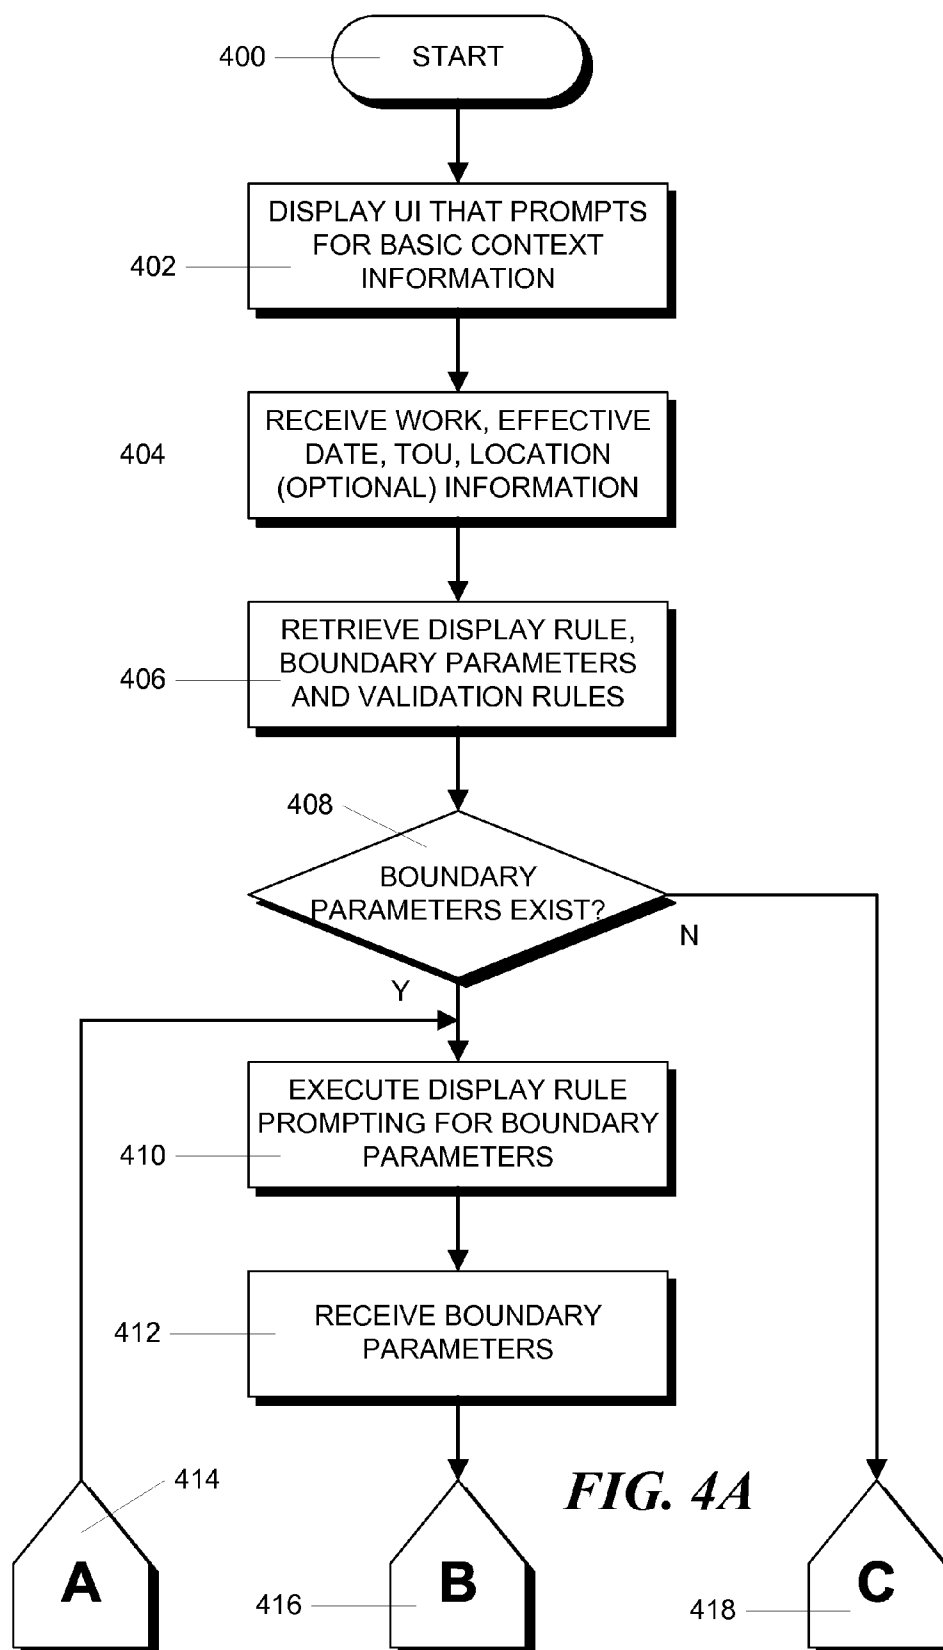 400
START
402
DISPLAY UI THAT PROMPTS
FOR BASIC CONTEXT
INFORMATION
404
RECEIVE WORK, EFFECTIVE
DATE, TOU, LOCATION
(OPTIONAL) INFORMATION
406
RETRIEVE DISPLAY RULE,
BOUNDARY PARAMETERS
AND VALIDATION RULES
408
BOUNDARY
PARAMETERS EXIST?
N
Y
410
EXECUTE DISPLAY RULE
PROMPTING FOR BOUNDARY
PARAMETERS
412
RECEIVE BOUNDARY
PARAMETERS
414
FIG. 4A
A
416
B
418
C